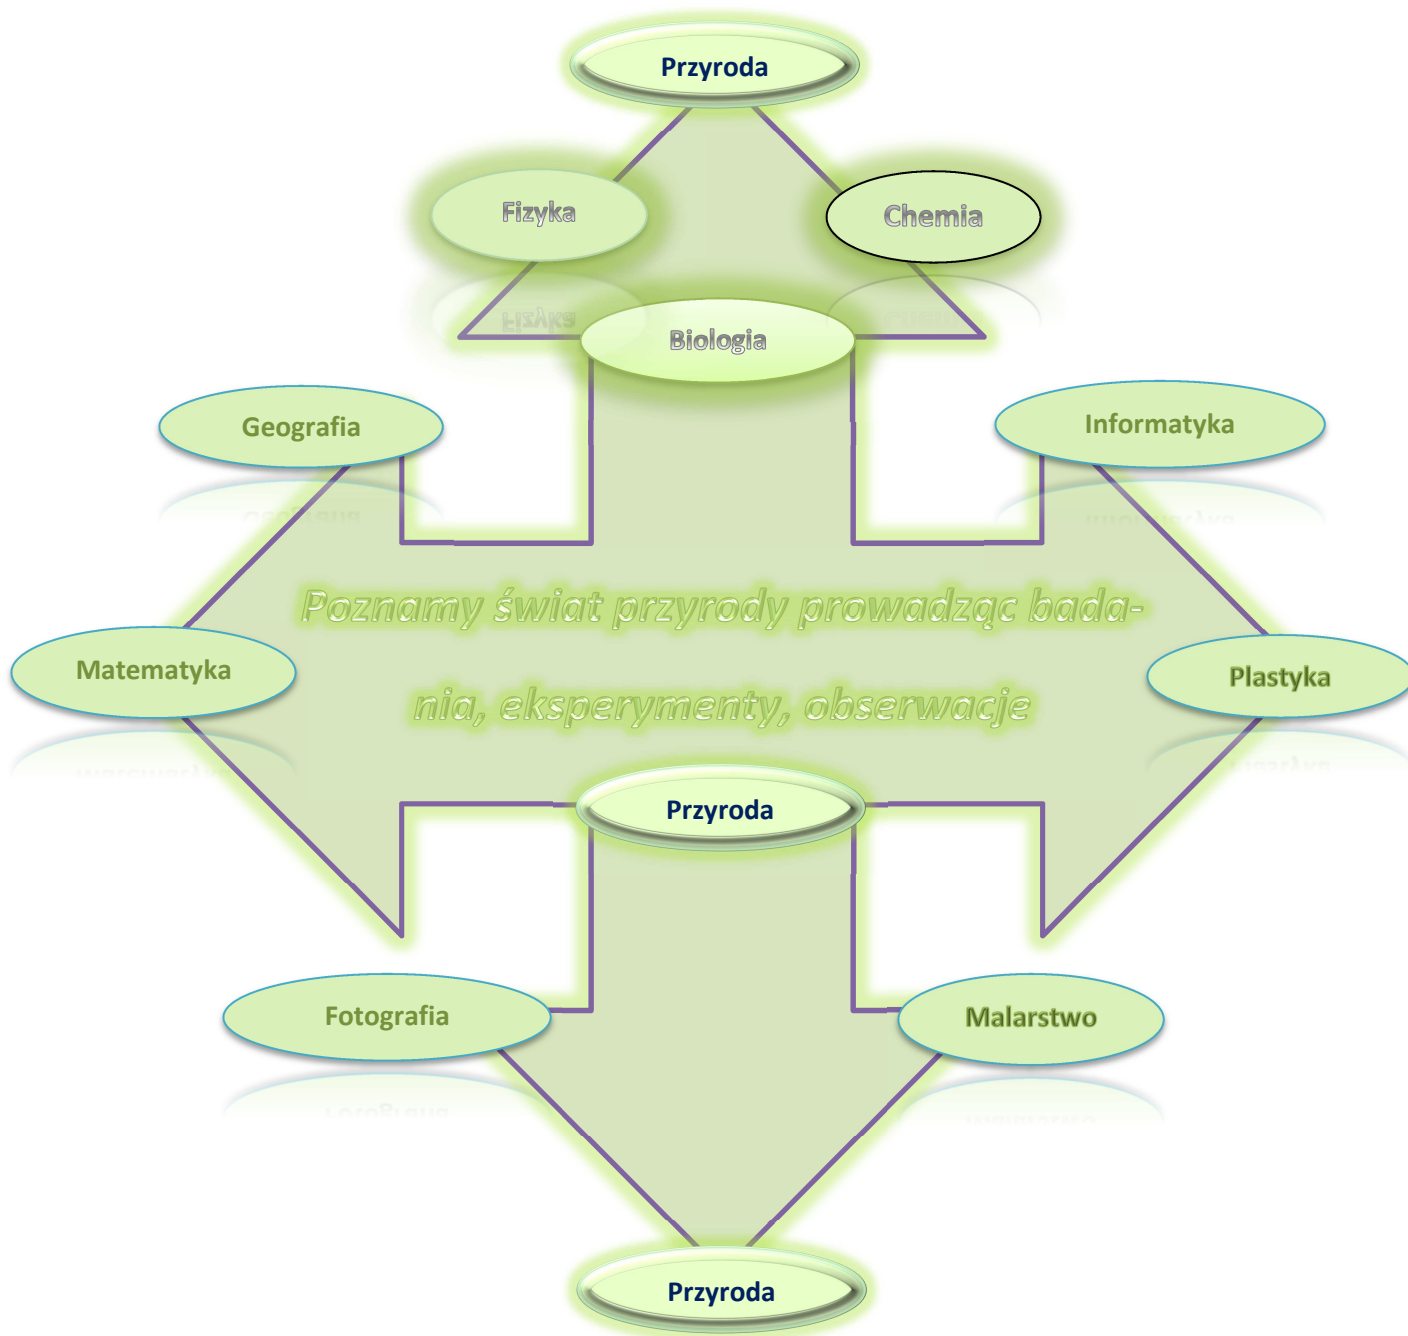 Przyroda
Fizyka
Chemia
Biologia
Geografia
Informatyka
Poznamy świat przyrody prowadząc bada-
nia, eksperymenty, obserwacje
Matematyka
Plastyka
Przyroda
Fotografia
Malarstwo
Przyroda